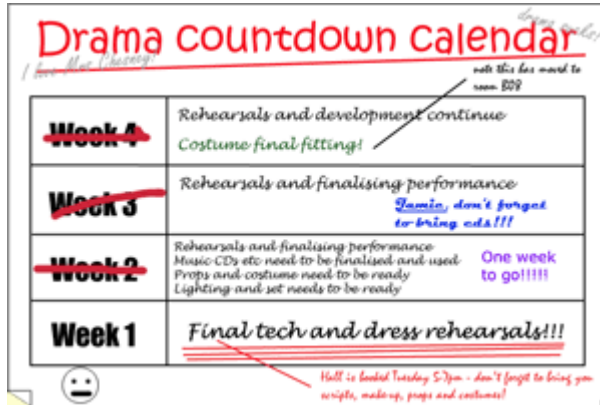 drama rocks!
Drama countdown calendar
I love Mrs Chesney!
note this has moved to
room B08
Week 4
Rehearsals and development continue
Costume final fitting!
Week 3
Rehearsals and finalising performance
Jamie, don't forget
to bring cds!!!
Week 2
Rehearsals and finalising performance
Music CDs etc need to be finalised and used
Props and costume need to be ready
Lighting and set needs to be ready
One week
to go!!!!!
Week 1
Final tech and dress rehearsals!!!
Hall is booked Tuesday 5-7pm - don't forget to bring you
scripts, make-up, props and costumes!